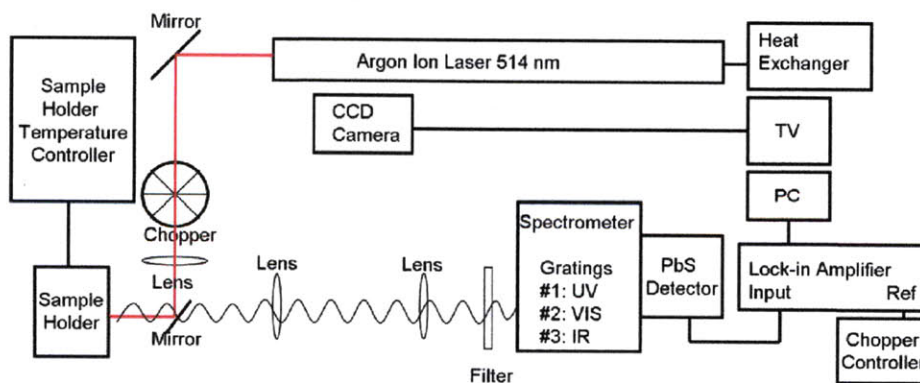 Mirror
Argon Ion Laser 514 nm
Heat
Exchanger
Sample
Holder
Temperature
Controller
CCD
Camera
TV
PC
Chopper
Lens
Sample
Holder
Mirror
Lens
Lens
Filter
Spectrometer
Gratings
#1: UV
#2: VIS
#3: IR
PbS
Detector
Lock-in Amplifier
Input Ref
Chopper
Controller